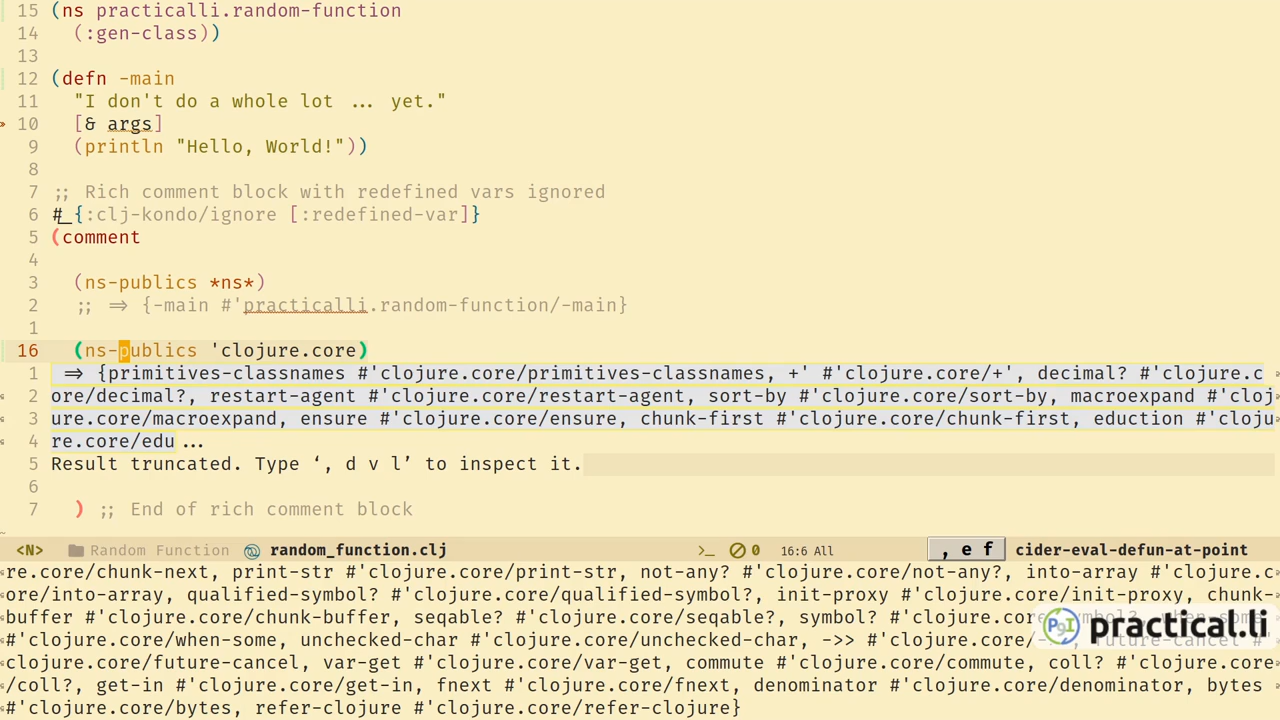 15 (ns practicalli.random-function
14   (:gen-class))
13
12 (defn -main
11   "I don't do a whole lot ... yet."
10   [& args]
9   (println "Hello, World!"))
8
7 ;; Rich comment block with redefined vars ignored
6 #_{:clj-kondo/ignore [:redefined-var]}
5 (comment
4
3   (ns-publics *ns*)
2   ;; => {-main #'practicalli.random-function/-main}
1
16   (ns-publics 'clojure.core)
1  => {primitives-classnames #'clojure.core/primitives-classnames, +' #'clojure.core/+', decimal? #'clojure.c
2 ore/decimal?, restart-agent #'clojure.core/restart-agent, sort-by #'clojure.core/sort-by, macroexpand #'cloj
3 ure.core/macroexpand, ensure #'clojure.core/ensure, chunk-first #'clojure.core/chunk-first, eduction #'cloju
4 re.core/edu...
5 Result truncated. Type ‘, d v l’ to inspect it.
6
7   ) ;; End of rich comment block
<N> Random Function random_function.clj >_ 0 16:6 All , e f cider-eval-defun-at-point
re.core/chunk-next, print-str #'clojure.core/print-str, not-any? #'clojure.core/not-any?, into-array #'clojure.c
ore/into-array, qualified-symbol? #'clojure.core/qualified-symbol?, init-proxy #'clojure.core/init-proxy, chunk-
buffer #'clojure.core/chunk-buffer, seqable? #'clojure.core/seqable?, symbol? #'clojure.core/symbol?, when-some
#'clojure.core/when-some, unchecked-char #'clojure.core/unchecked-char, ->> #'clojure.core/->>, future-cancel #'
clojure.core/future-cancel, var-get #'clojure.core/var-get, commute #'clojure.core/commute, coll? #'clojure.core
/coll?, get-in #'clojure.core/get-in, fnext #'clojure.core/fnext, denominator #'clojure.core/denominator, bytes
#'clojure.core/bytes, refer-clojure #'clojure.core/refer-clojure}
practical.li